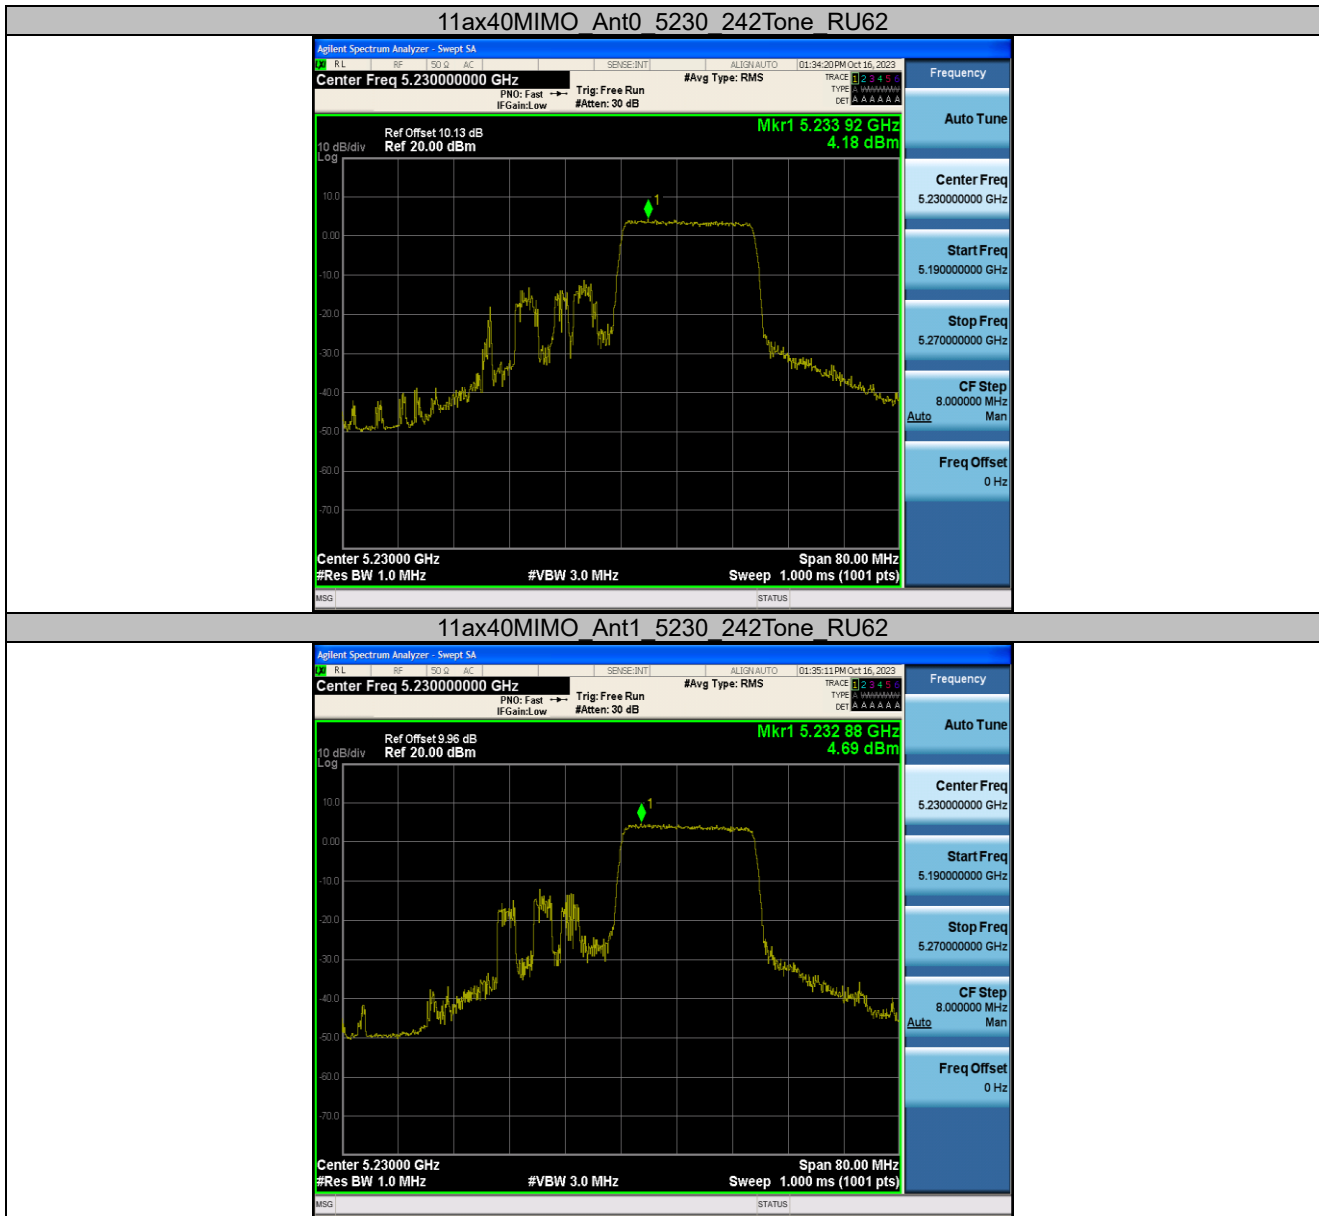 11ax40MIMO_Ant0_5230_242Tone_RU62
Agilent Spectrum Analyzer - Swept SA
RL RF 50 Ω AC SENSE:INT ALIGN AUTO 01:34:20 PM Oct 16, 2023
Center Freq 5.230000000 GHz #Avg Type: RMS TRACE 1 2 3 4 5 6
PNO: Fast Trig: Free Run TYPE
IFGain:Low #Atten: 30 dB DET A A A A A A
Frequency
Auto Tune
Mkr1 5.233 92 GHz
4.18 dBm
Ref Offset 10.13 dB
10 dB/div Ref 20.00 dBm
Log
10.0
0.00
-10.0
-20.0
-30.0
-40.0
-50.0
-60.0
-70.0
1
Center Freq
5.230000000 GHz
Start Freq
5.190000000 GHz
Stop Freq
5.270000000 GHz
CF Step
8.000000 MHz
Auto Man
Freq Offset
0 Hz
Center 5.23000 GHz Span 80.00 MHz
#Res BW 1.0 MHz #VBW 3.0 MHz Sweep 1.000 ms (1001 pts)
MSG STATUS
11ax40MIMO_Ant1_5230_242Tone_RU62
Agilent Spectrum Analyzer - Swept SA
RL RF 50 Ω AC SENSE:INT ALIGN AUTO 01:35:11 PM Oct 16, 2023
Center Freq 5.230000000 GHz #Avg Type: RMS TRACE 1 2 3 4 5 6
PNO: Fast Trig: Free Run TYPE
IFGain:Low #Atten: 30 dB DET A A A A A A
Frequency
Auto Tune
Mkr1 5.232 88 GHz
4.69 dBm
Ref Offset 9.96 dB
10 dB/div Ref 20.00 dBm
Log
10.0
0.00
-10.0
-20.0
-30.0
-40.0
-50.0
-60.0
-70.0
1
Center Freq
5.230000000 GHz
Start Freq
5.190000000 GHz
Stop Freq
5.270000000 GHz
CF Step
8.000000 MHz
Auto Man
Freq Offset
0 Hz
Center 5.23000 GHz Span 80.00 MHz
#Res BW 1.0 MHz #VBW 3.0 MHz Sweep 1.000 ms (1001 pts)
MSG STATUS